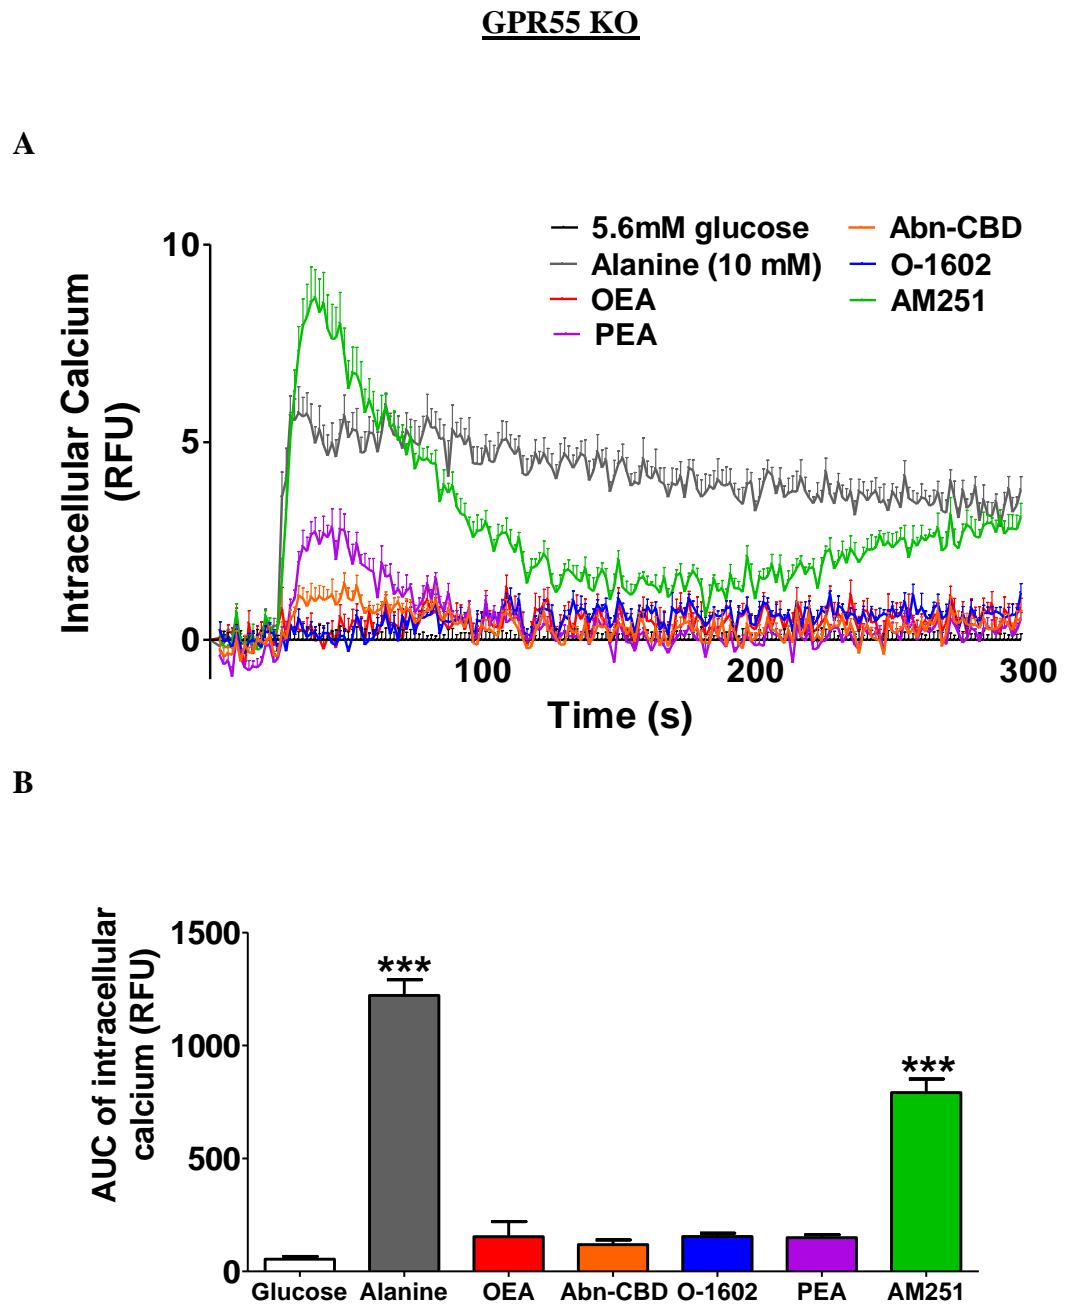 GPR55 KO
A
5.6mM glucose
Alanine (10 mM)
OEA
PEA
Abn-CBD
O-1602
AM251
Intracellular Calcium
(RFU)
10
5
0
100
200
300
Time (s)
B
AUC of intracellular
calcium (RFU)
1500
1000
500
0
***
***
Glucose Alanine OEA Abn-CBD O-1602 PEA AM251